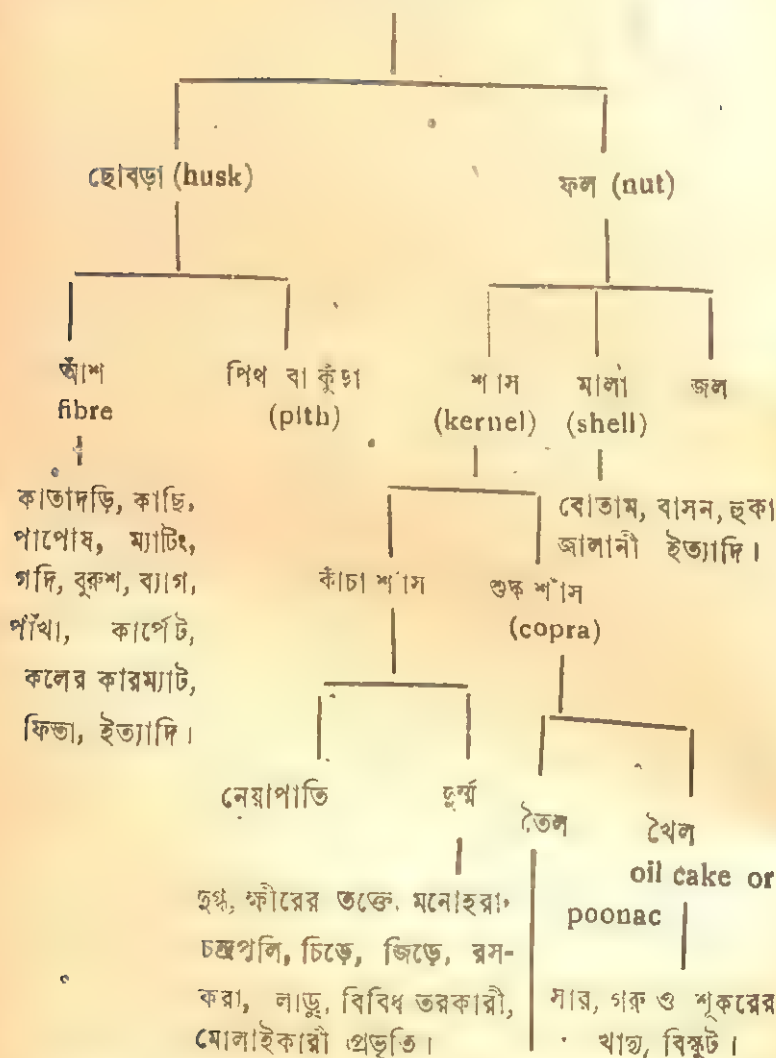 ছোবড়া (husk)
ফল (nut)
আঁশ
fibre
পিথ বা কুঁড়া
(pith)
শাঁস
(kernel)
মালা
(shell)
জল
কাতাদড়ি, কাছি,
পাপোষ, ম্যাটিং,
গদি, বুরুশ, ব্যাগ,
পাঁখা, কার্পেট,
কলের কারম্যাট,
ফিতা, ইত্যাদি।
বোতাম, বাসন, হুকা
জালানী ইত্যাদি।
কাঁচা শাঁস
শুষ্ক শাঁস
(copra)
নেয়াপাতি
তৈল
খৈল
oil cake or
poonac
দুগ্ধ, ক্ষীরের তক্তে, মনোহরা,
চন্দ্রপুলি, চিড়ে, জিড়ে, রস-
করা, লাড়ু, বিবিধ তরকারী,
মোলাইকারী প্রভৃতি।
সার, গরু ও শূকরের
খাদ্য, বিস্কুট।